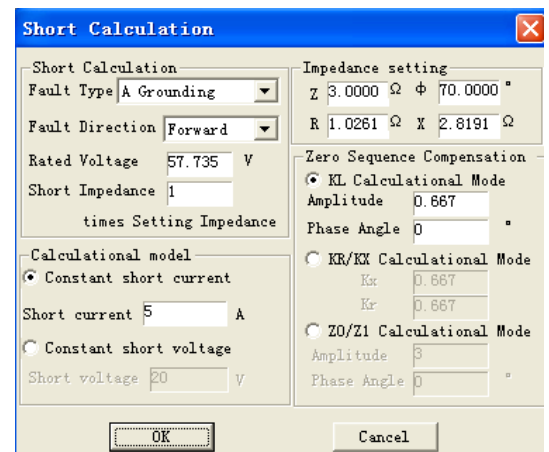 Short Calculation
Short Calculation
Fault Type A Grounding
Fault Direction Forward
Rated Voltage 57.735 V
Short Impedance 1
times Setting Impedance
Calculational model
Constant short current
Short current 5 A
Constant short voltage
Short voltage 20 V
Impedance setting
Z 3.0000 Ω Φ 70.0000 °
R 1.0261 Ω X 2.8191 Ω
Zero Sequence Compensation
KL Calculational Mode
Amplitude 0.667
Phase Angle 0 °
KR/KX Calculational Mode
Kx 0.667
Kr 0.667
Z0/Z1 Calculational Mode
Amplitude 3
Phase Angle 0 °
OK
Cancel